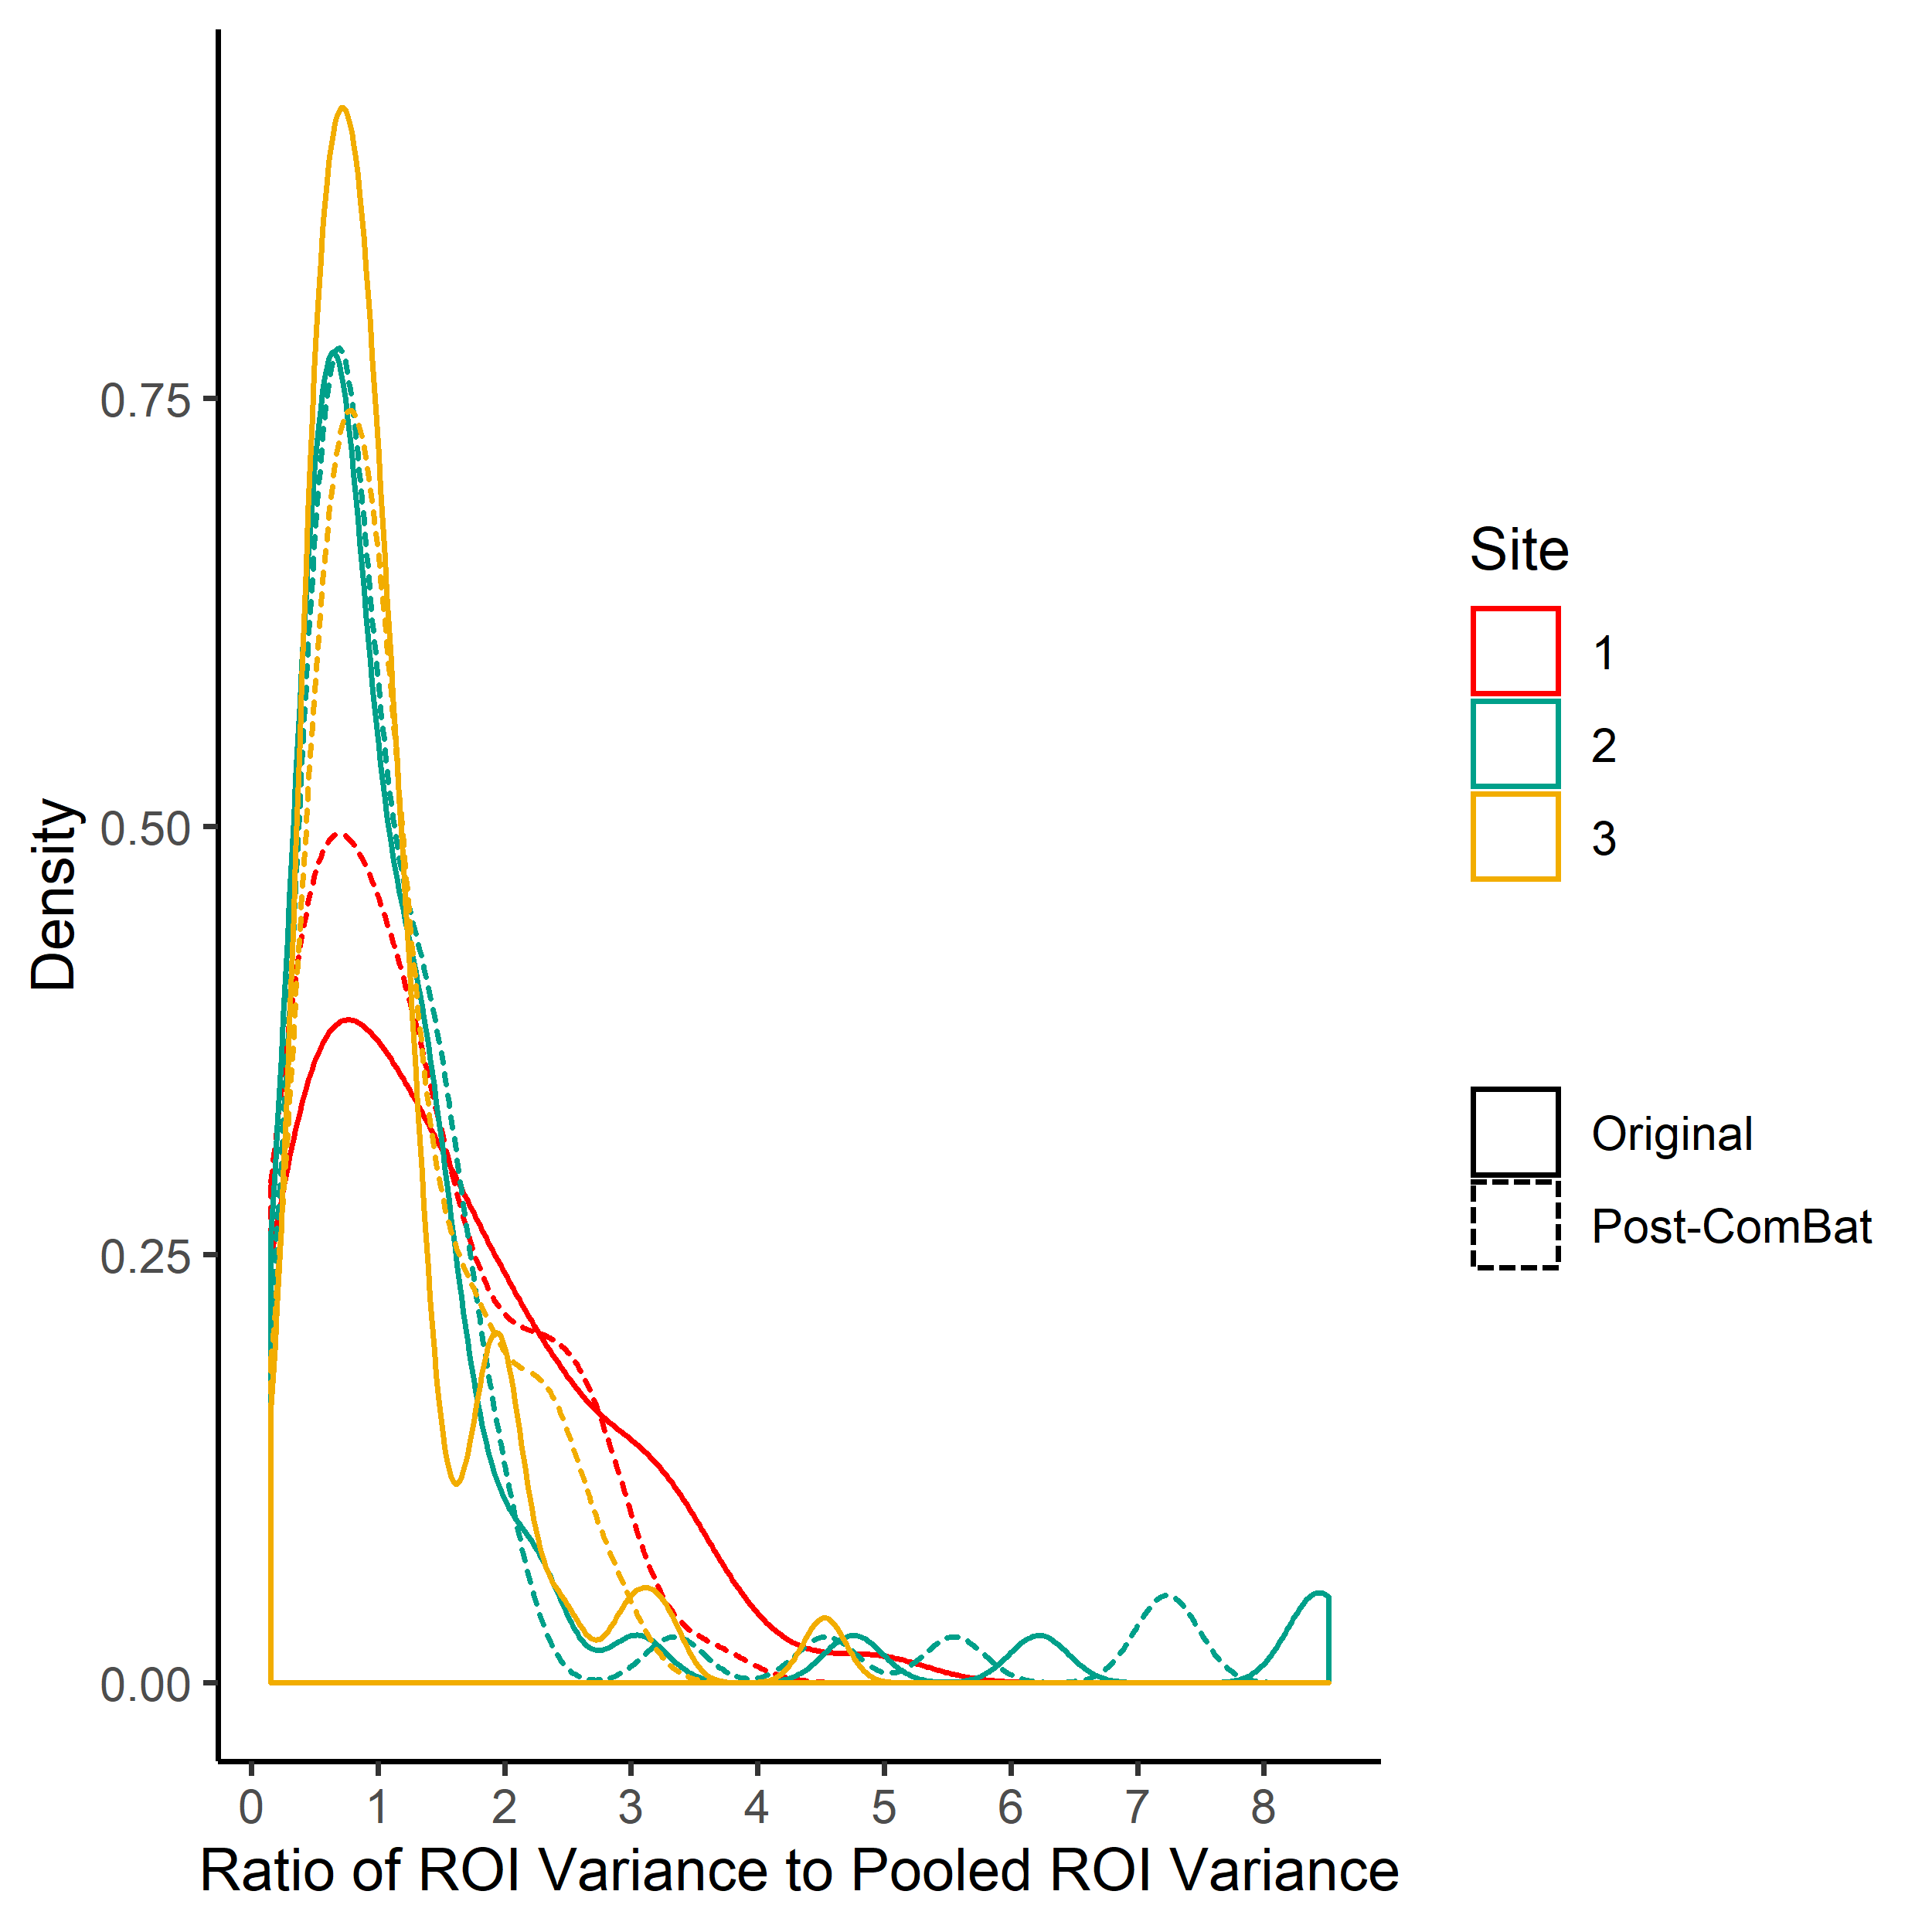 Density
0.75
0.50
0.25
0.00
0 1 2 3 4 5 6 7 8
Ratio of ROI Variance to Pooled ROI Variance
Site
1
2
3
Original
Post-ComBat